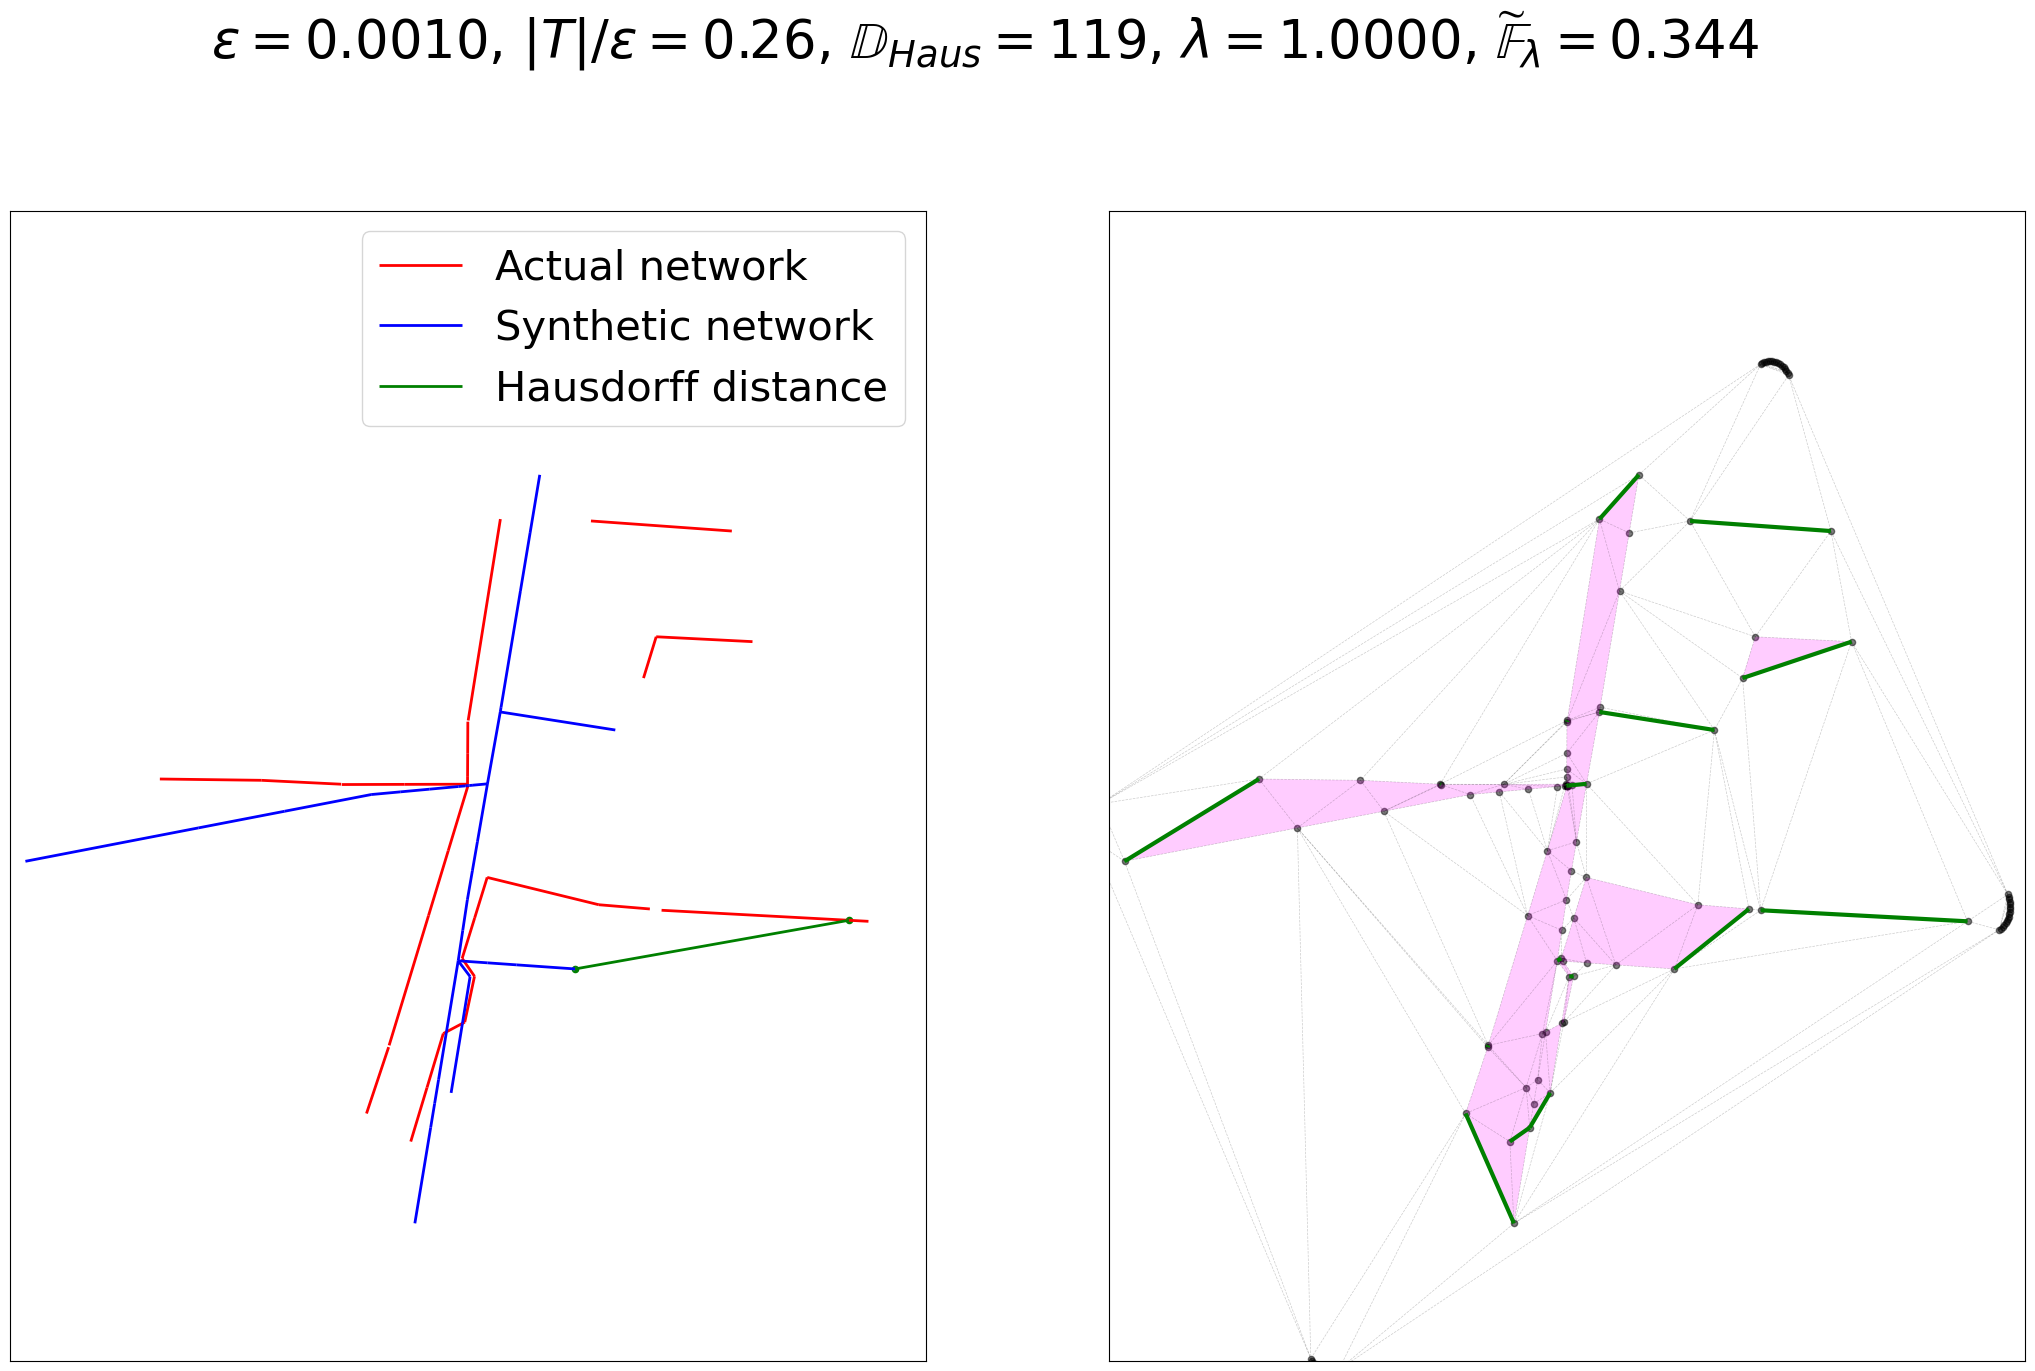 ε = 0.0010, |T|/ε = 0.26, 𝔻_Haus = 119, λ = 1.0000, 𝔽̃_λ = 0.344
Actual network
Synthetic network
Hausdorff distance